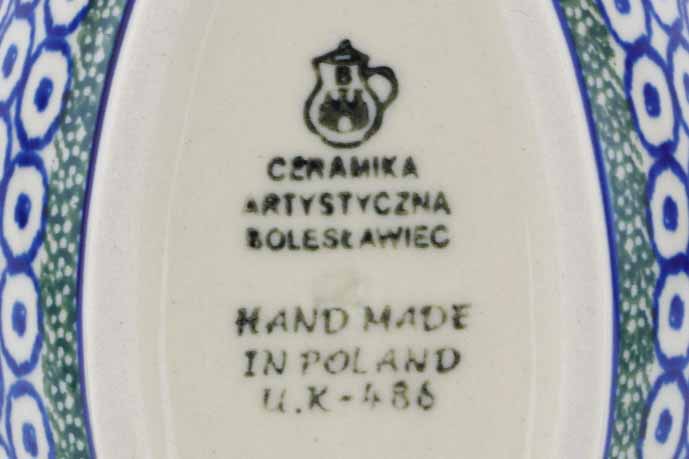 B
CERAMIKA
ARTYSTYCZNA
BOLESŁAWIEC
HAND MADE
IN POLAND
U.K-486